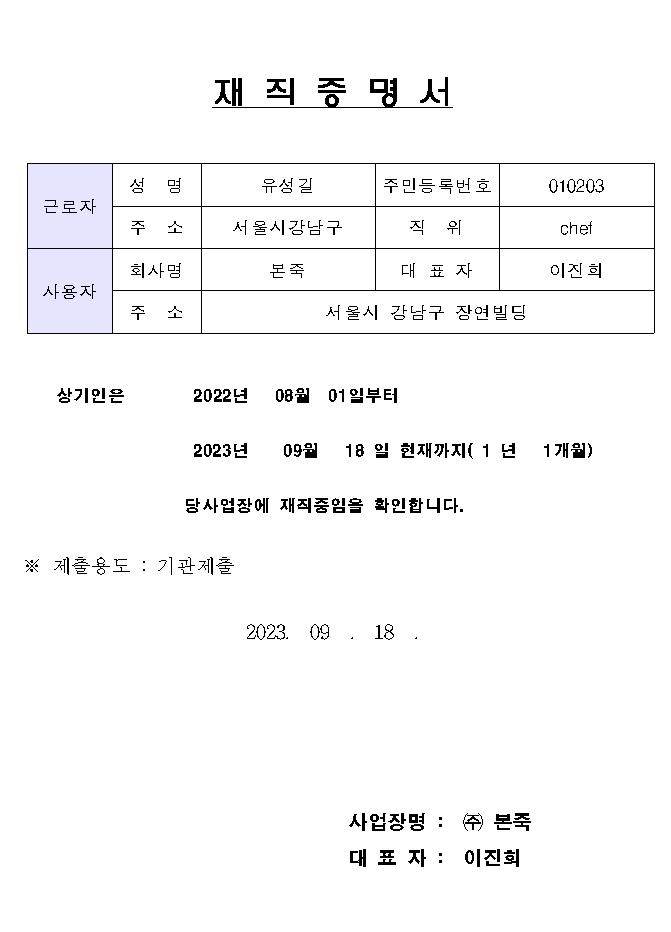 재 직 증 명 서
근로자 성 명 유성길 주민등록번호 010203
주 소 서울시강남구 직 위 chef
사용자 회사명 본죽 대 표 자 이진희
주 소 서울시 강남구 장연빌딩
상기인은 2022년 08월 01일부터
2023년 09월 18 일 현재까지( 1 년 1개월)
당사업장에 재직중임을 확인합니다.
※ 제출용도 : 기관제출
2023. 09 . 18 .
사업장명 : ㈜ 본죽
대 표 자 : 이진희